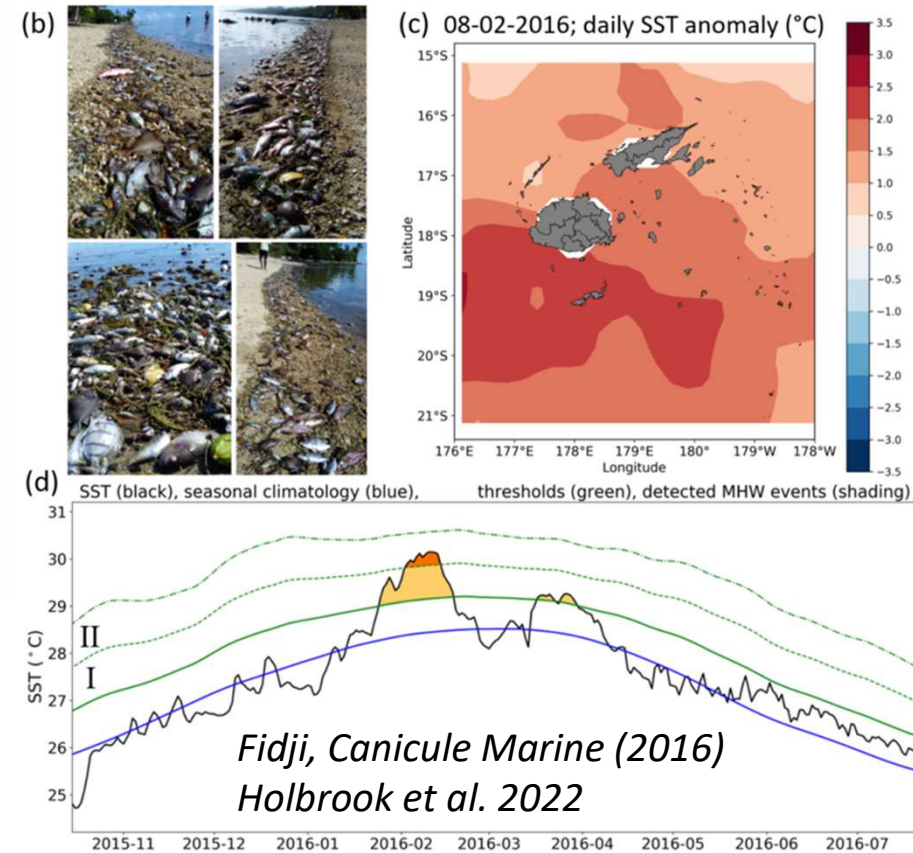 (b)
(c) 08-02-2016; daily SST anomaly (°C)
15°S
16°S
17°S
18°S
19°S
20°S
21°S
Latitude
176°E 177°E 178°E 179°E 180° 179°W 178°W
Longitude
3.5
3.0
2.5
2.0
1.5
1.0
0.5
0.0
−0.5
−1.0
−1.5
−2.0
−2.5
−3.0
−3.5
(d) SST (black), seasonal climatology (blue), thresholds (green), detected MHW events (shading)
31
30
29
28
27
26
25
SST (°C)
II
I
Fidji, Canicule Marine (2016)
Holbrook et al. 2022
2015-11 2015-12 2016-01 2016-02 2016-03 2016-04 2016-05 2016-06 2016-07